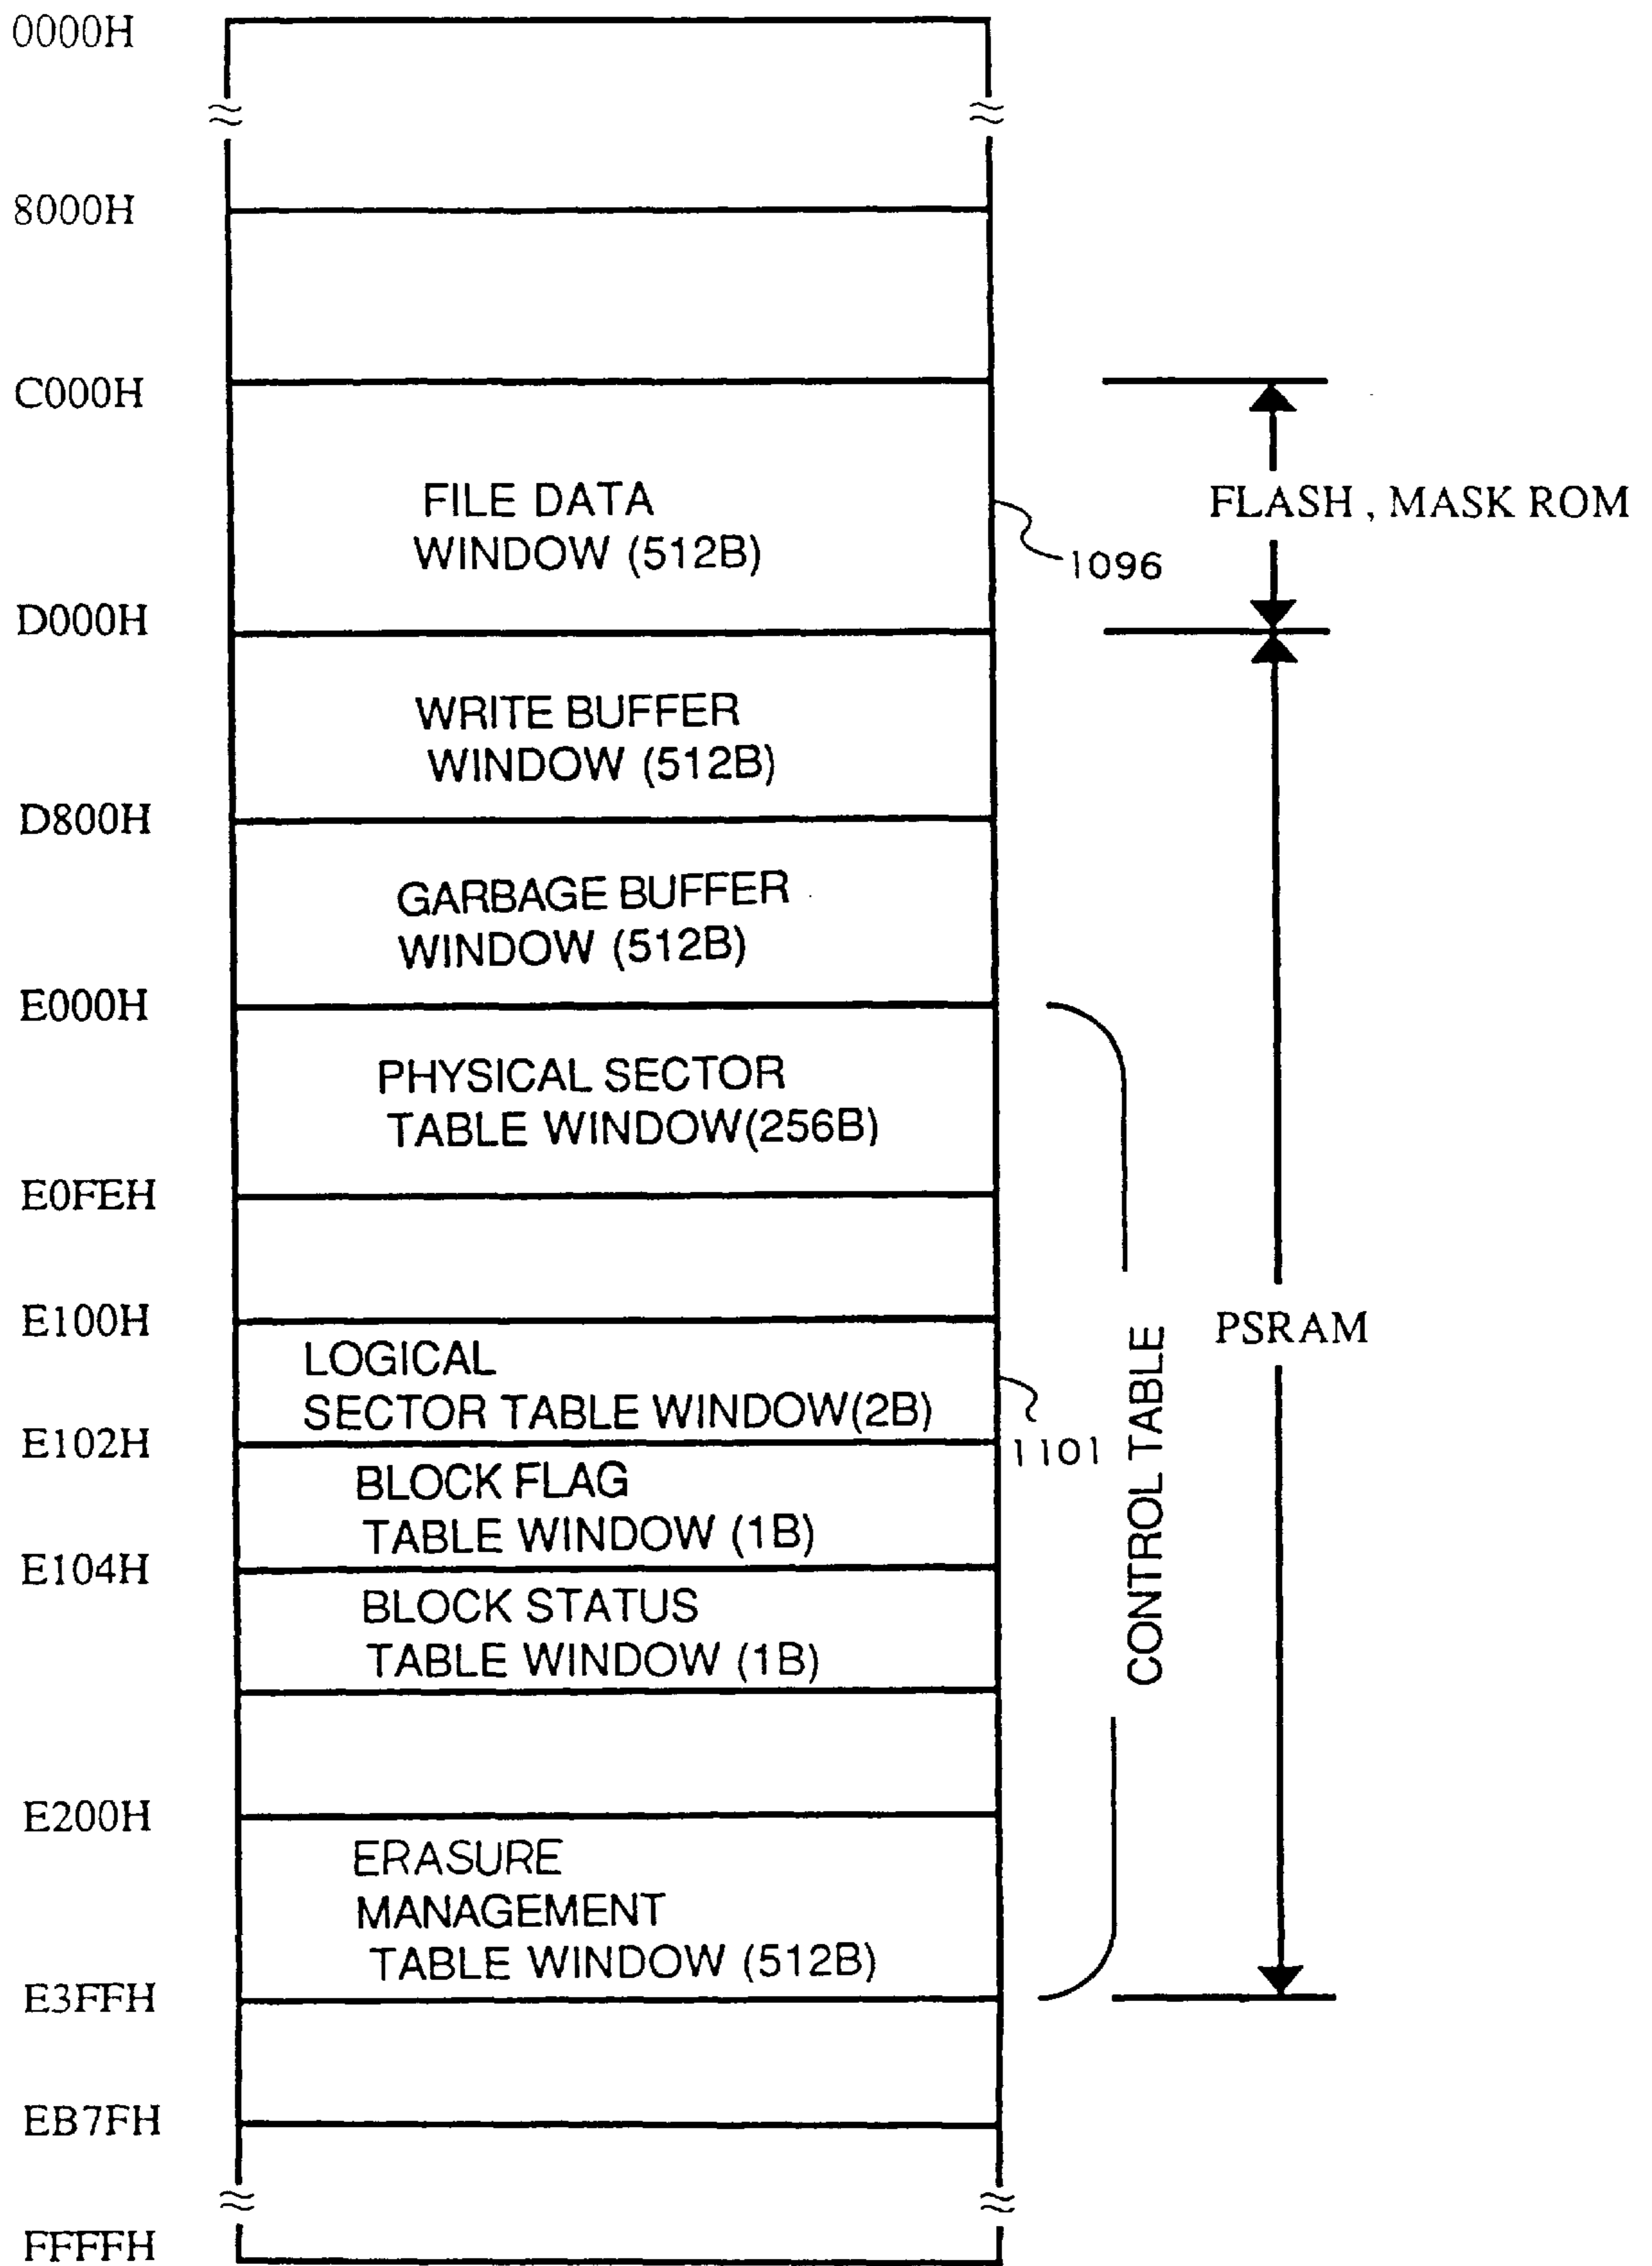 0000H
8000H
C000H
FILE DATA
WINDOW (512B)
1096
FLASH , MASK ROM
D000H
WRITE BUFFER
WINDOW (512B)
D800H
GARBAGE BUFFER
WINDOW (512B)
E000H
PHYSICAL SECTOR
TABLE WINDOW(256B)
E0FEH
E100H
LOGICAL
SECTOR TABLE WINDOW(2B)
1101
CONTROL TABLE
PSRAM
E102H
BLOCK FLAG
TABLE WINDOW (1B)
E104H
BLOCK STATUS
TABLE WINDOW (1B)
E200H
ERASURE
MANAGEMENT
TABLE WINDOW (512B)
E3FFH
EB7FH
FFFFH